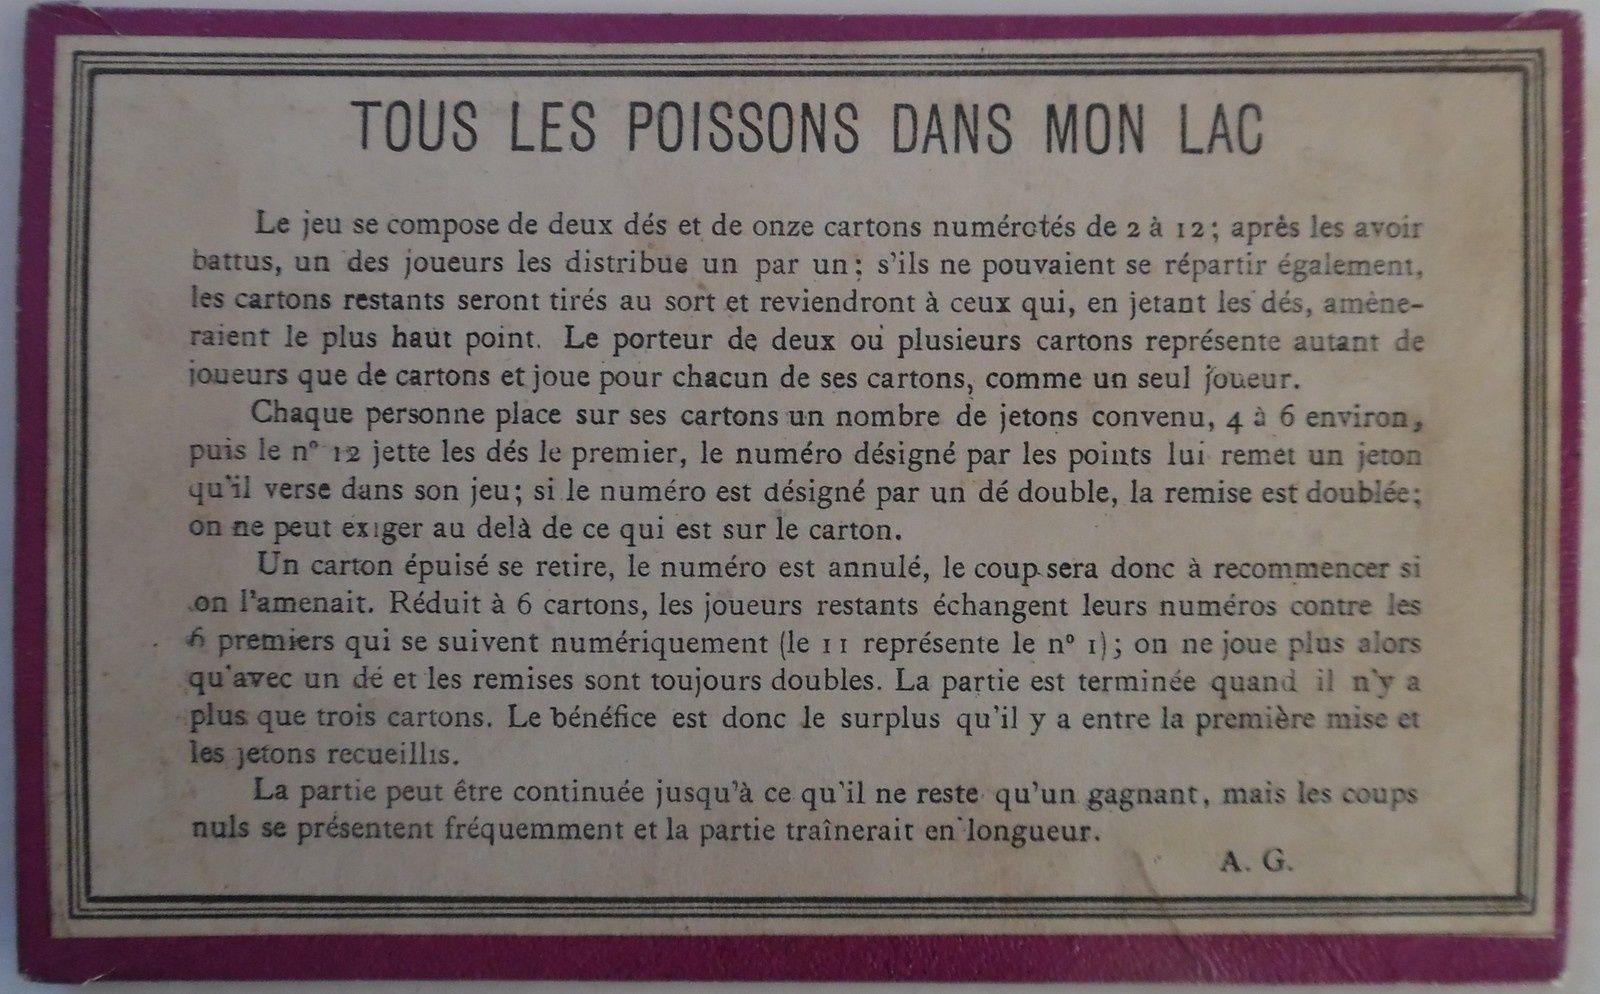 TOUS LES POISSONS DANS MON LAC
Le jeu se compose de deux dés et de onze cartons numérotés de 2 à 12; après les avoir
battus, un des joueurs les distribue un par un; s'ils ne pouvaient se répartir également,
les cartons restants seront tirés au sort et reviendront à ceux qui, en jetant les dés, amène-
raient le plus haut point. Le porteur de deux ou plusieurs cartons représente autant de
joueurs que de cartons et joue pour chacun de ses cartons, comme un seul joueur.
Chaque personne place sur ses cartons un nombre de jetons convenu, 4 à 6 environ,
puis le n° 12 jette les dés le premier, le numéro désigné par les points lui remet un jeton
qu'il verse dans son jeu; si le numéro est désigné par un dé double, la remise est doublée;
on ne peut exiger au delà de ce qui est sur le carton.
Un carton épuisé se retire, le numéro est annulé, le coup sera donc à recommencer si
on l'amenait. Réduit à 6 cartons, les joueurs restants échangent leurs numéros contre les
6 premiers qui se suivent numériquement (le 11 représente le n° 1); on ne joue plus alors
qu'avec un dé et les remises sont toujours doubles. La partie est terminée quand il n'y a
plus que trois cartons. Le bénéfice est donc le surplus qu'il y a entre la première mise et
les jetons recueillis.
La partie peut être continuée jusqu'à ce qu'il ne reste qu'un gagnant, mais les coups
nuls se présentent fréquemment et la partie traînerait en longueur.
A. G.